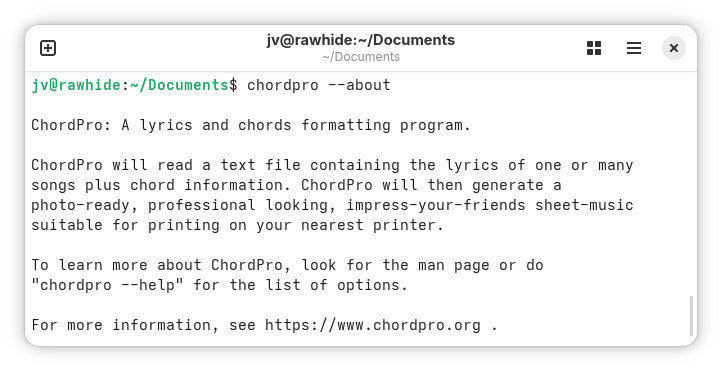 jv@rawhide:~/Documents
~/Documents
jv@rawhide:~/Documents$ chordpro --about
ChordPro: A lyrics and chords formatting program.
ChordPro will read a text file containing the lyrics of one or many
songs plus chord information. ChordPro will then generate a
photo-ready, professional looking, impress-your-friends sheet-music
suitable for printing on your nearest printer.
To learn more about ChordPro, look for the man page or do
"chordpro --help" for the list of options.
For more information, see https://www.chordpro.org .